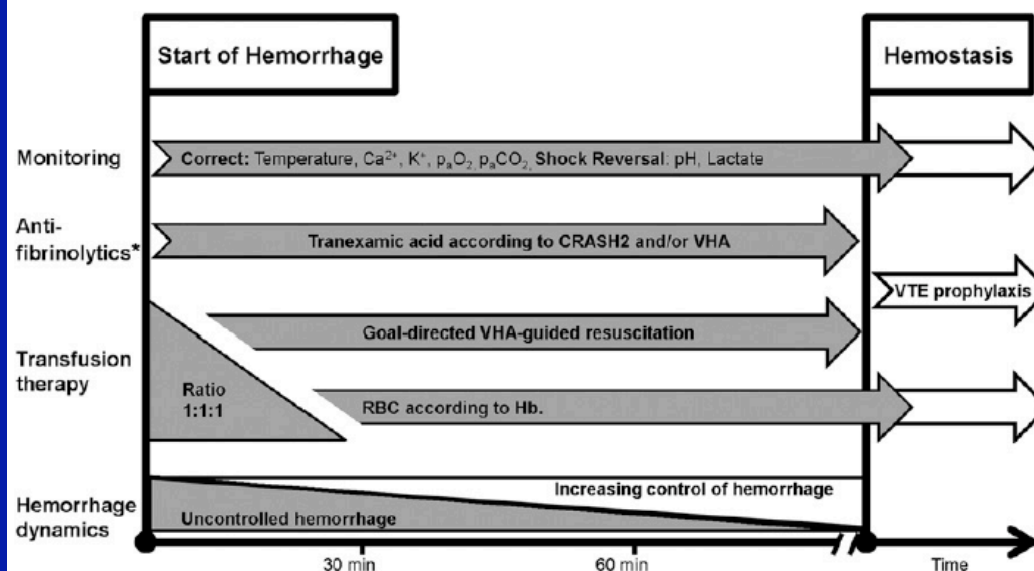 Start of Hemorrhage
Hemostasis
Monitoring
Correct: Temperature, Ca²⁺, K⁺, pₐO₂, pₐCO₂, Shock Reversal: pH, Lactate
Anti-
fibrinolytics*
Tranexamic acid according to CRASH2 and/or VHA
VTE prophylaxis
Transfusion
therapy
Goal-directed VHA-guided resuscitation
Ratio
1:1:1
RBC according to Hb.
Hemorrhage
dynamics
Increasing control of hemorrhage
Uncontrolled hemorrhage
30 min
60 min
Time